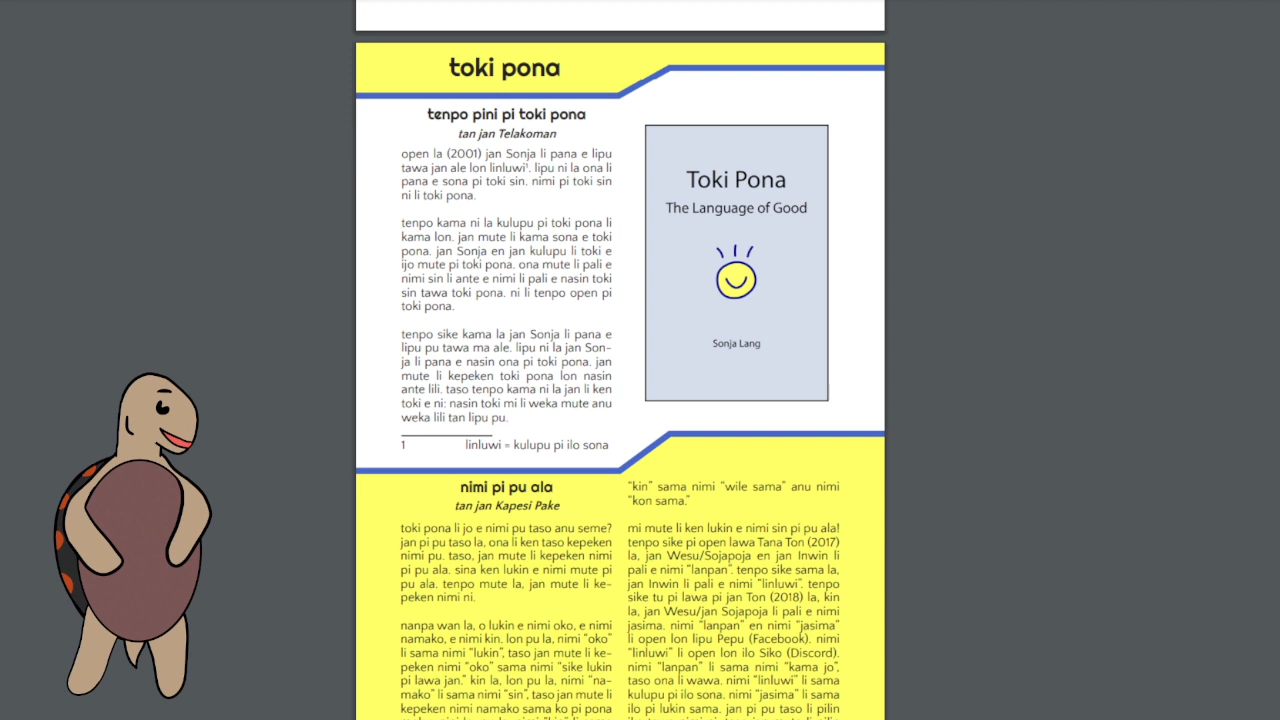 toki pona
tenpo pini pi toki pona
tan jan Telakoman
open la (2001) jan Sonja li pana e lipu
tawa jan ale lon linluwi¹. lipu ni la ona li
pana e sona pi toki sin. nimi pi toki sin
ni li toki pona.
tenpo kama ni la kulupu pi toki pona li
kama lon. jan mute li kama sona e toki
pona. jan Sonja en jan kulupu li toki e
ijo mute pi toki pona. ona mute li pali e
nimi sin li ante e nimi li pali e nasin toki
sin tawa toki pona. ni li tenpo open pi
toki pona.
tenpo sike kama la jan Sonja li pana e
lipu pu tawa ma ale. lipu ni la jan Son-
ja li pana e nasin ona pi toki pona. jan
mute li kepeken toki pona lon nasin
ante lili. taso tenpo kama ni la jan li ken
toki e ni: nasin toki mi li weka mute anu
weka lili tan lipu pu.
1 linluwi = kulupu pi ilo sona
Toki Pona
The Language of Good
Sonja Lang
nimi pi pu ala
tan jan Kapesi Pake
toki pona li jo e nimi pu taso anu seme?
jan pi pu taso la, ona li ken taso kepeken
nimi pu. taso, jan mute li kepeken nimi
pi pu ala. sina ken lukin e nimi mute pi
pu ala. tenpo mute la, jan mute li ke-
peken nimi ni.
nanpa wan la, o lukin e nimi oko, e nimi
namako, e nimi kin. lon pu la, nimi "oko"
li sama nimi "lukin", taso jan mute li ke-
peken nimi "oko" sama nimi "sike lukin
pi lawa jan." kin la, lon pu la, nimi "na-
mako" li sama nimi "sin", taso jan mute li
kepeken nimi namako sama ko pi pona
"kin" sama nimi "wile sama" anu nimi
"kon sama."
mi mute li ken lukin e nimi sin pi pu ala!
tenpo sike pi open lawa Tana Ton (2017)
la, jan Wesu/Sojapoja en jan Inwin li
pali e nimi "lanpan". tenpo sike sama la,
jan Inwin li pali e nimi "linluwi". tenpo
sike tu pi lawa pi jan Ton (2018) la, kin
la, jan Wesu/jan Sojapoja li pali e nimi
jasima. nimi "lanpan" en nimi "jasima"
li open lon lipu Pepu (Facebook). nimi
"linluwi" li open lon ilo Siko (Discord).
nimi "lanpan" li sama nimi "kama jo",
taso ona li wawa. nimi "linluwi" li sama
kulupu pi ilo sona. nimi "jasima" li sama
ilo pi lukin sama. jan pi pu taso li pilin